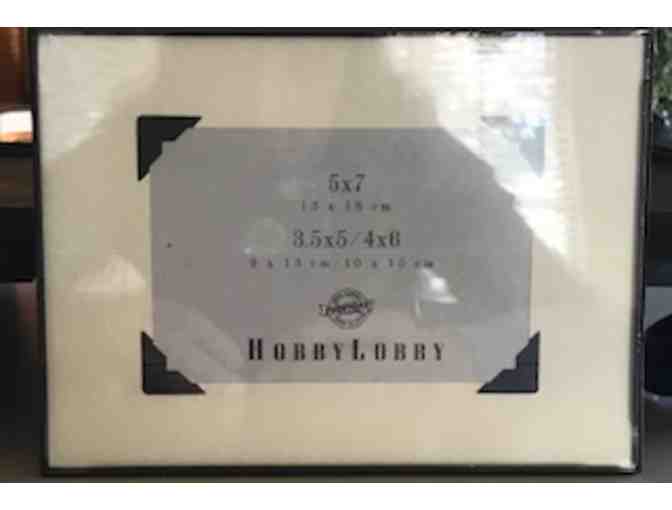 5x7
13 x 18 cm
3.5x5/4x6
9 x 13 cm/10 x 15 cm
HOBBYLOBBY